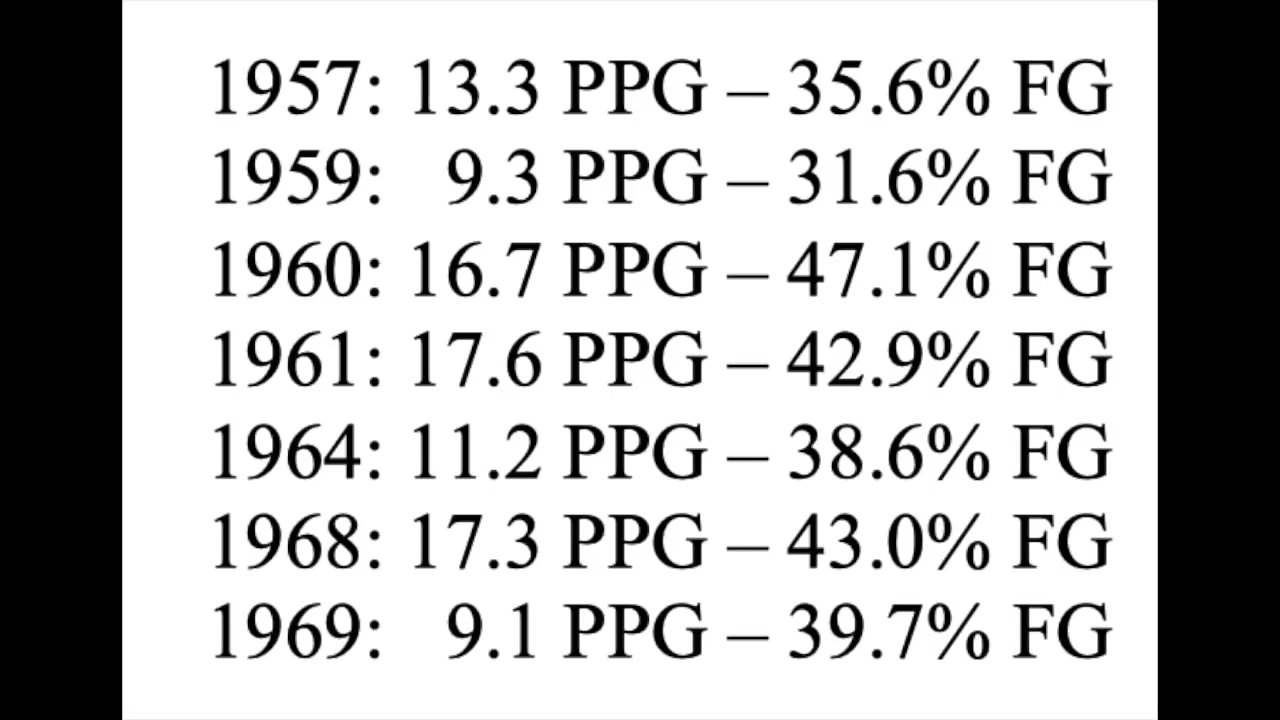 1957: 13.3 PPG – 35.6% FG
1959: 9.3 PPG – 31.6% FG
1960: 16.7 PPG – 47.1% FG
1961: 17.6 PPG – 42.9% FG
1964: 11.2 PPG – 38.6% FG
1968: 17.3 PPG – 43.0% FG
1969: 9.1 PPG – 39.7% FG